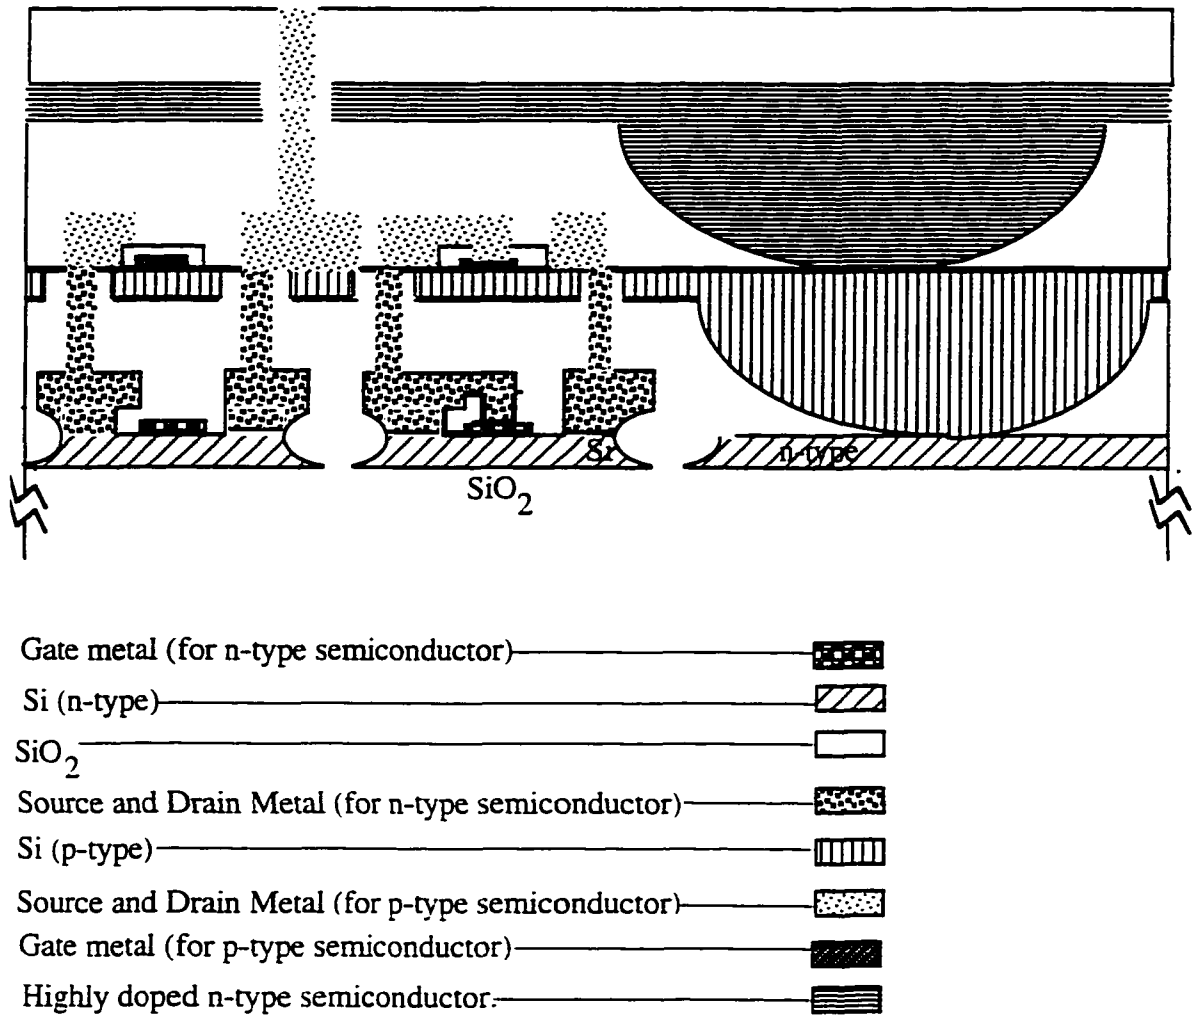 Si n-type
SiO2
Gate metal (for n-type semiconductor)
Si (n-type)
SiO2
Source and Drain Metal (for n-type semiconductor)
Si (p-type)
Source and Drain Metal (for p-type semiconductor)
Gate metal (for p-type semiconductor)
Highly doped n-type semiconductor.